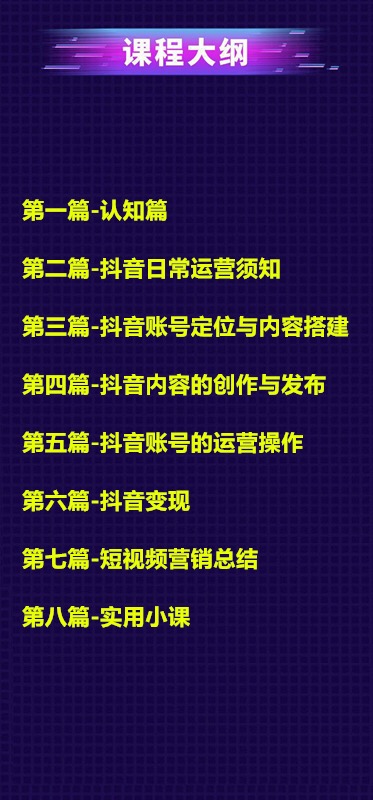 课程大纲
第一篇-认知篇
第二篇-抖音日常运营须知
第三篇-抖音账号定位与内容搭建
第四篇-抖音内容的创作与发布
第五篇-抖音账号的运营操作
第六篇-抖音变现
第七篇-短视频营销总结
第八篇-实用小课